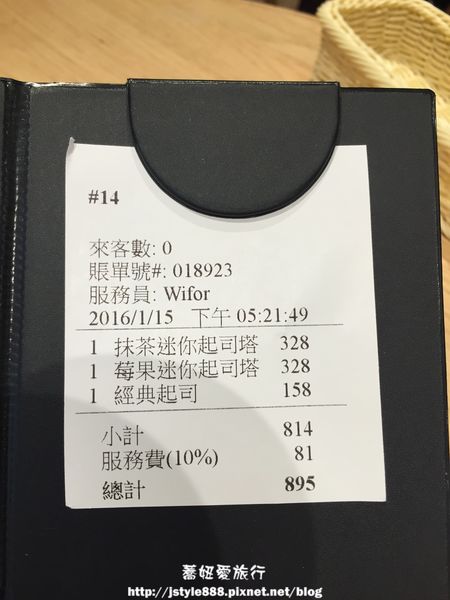 #14
來客數: 0
賬單號#: 018923
服務員: Wifor
2016/1/15 下午 05:21:49
1 抹茶迷你起司塔 328
1 莓果迷你起司塔 328
1 經典起司 158
小計 814
服務費(10%) 81
總計 895
蕎妞愛旅行
http://jstyle888.pixnet.net/blog